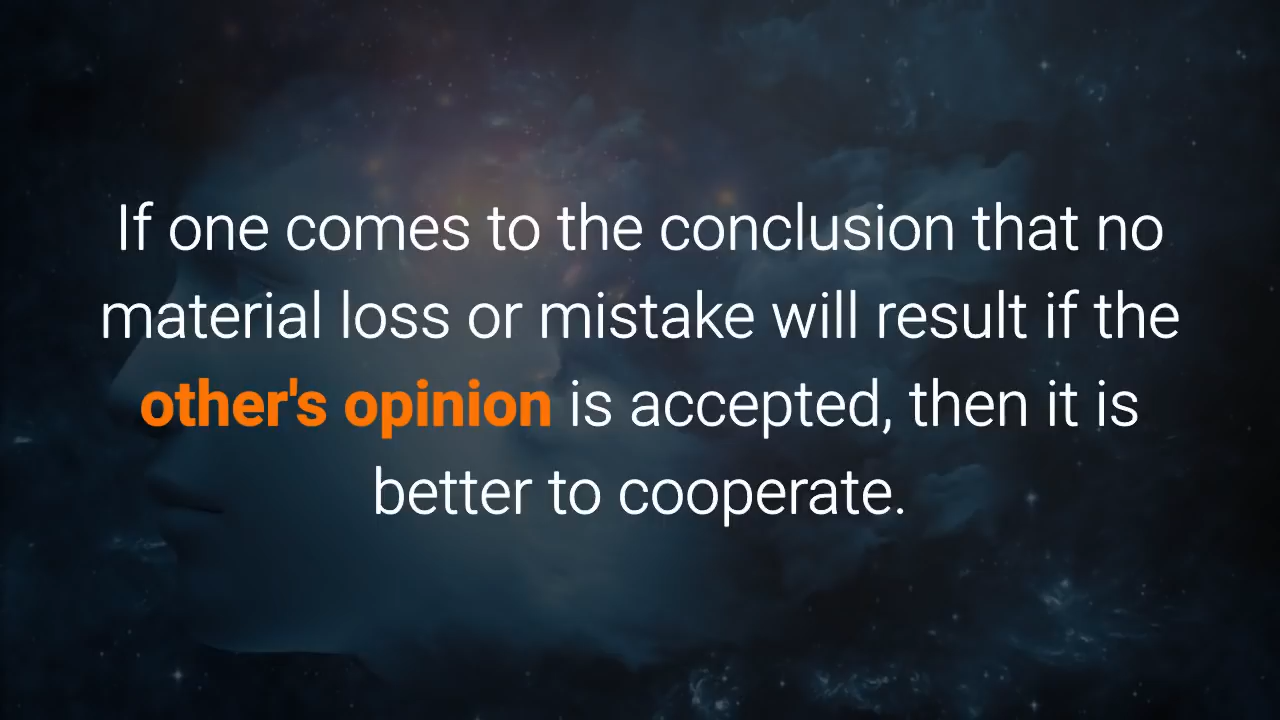 If one comes to the conclusion that no
material loss or mistake will result if the
other's opinion is accepted, then it is
better to cooperate.